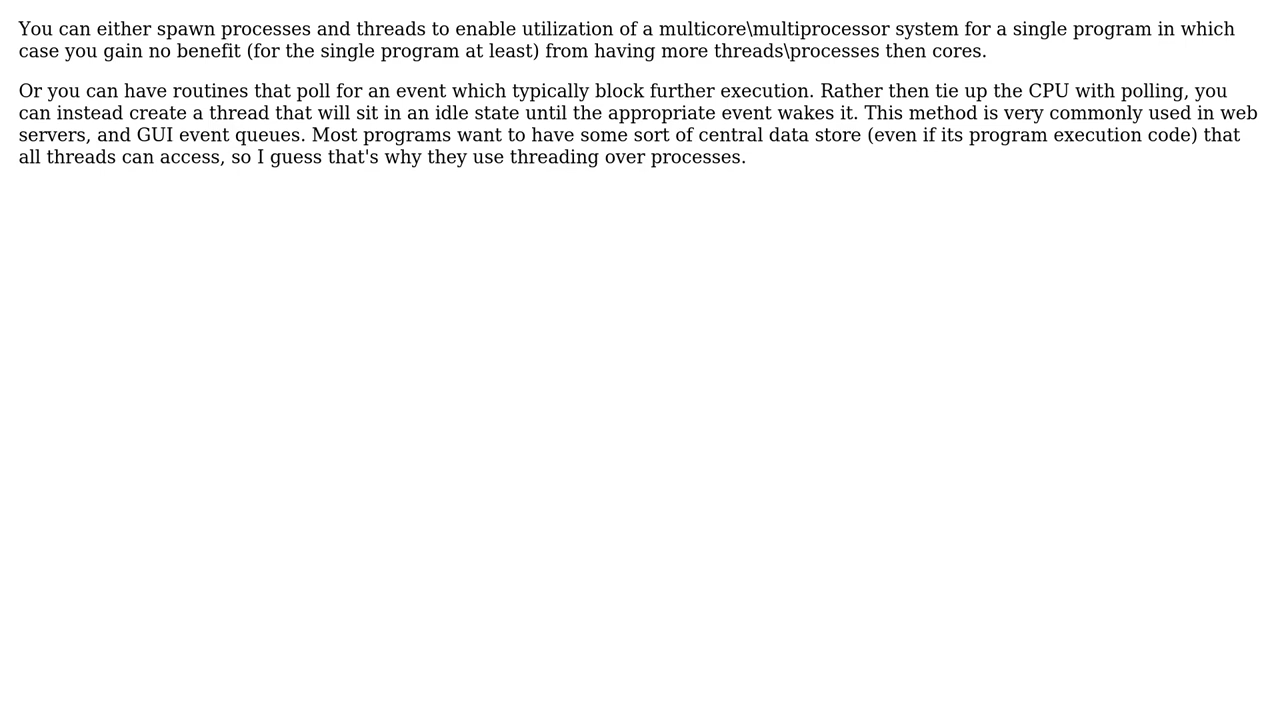 You can either spawn processes and threads to enable utilization of a multicore\multiprocessor system for a single program in which
case you gain no benefit (for the single program at least) from having more threads\processes then cores.
Or you can have routines that poll for an event which typically block further execution. Rather then tie up the CPU with polling, you
can instead create a thread that will sit in an idle state until the appropriate event wakes it. This method is very commonly used in web
servers, and GUI event queues. Most programs want to have some sort of central data store (even if its program execution code) that
all threads can access, so I guess that's why they use threading over processes.